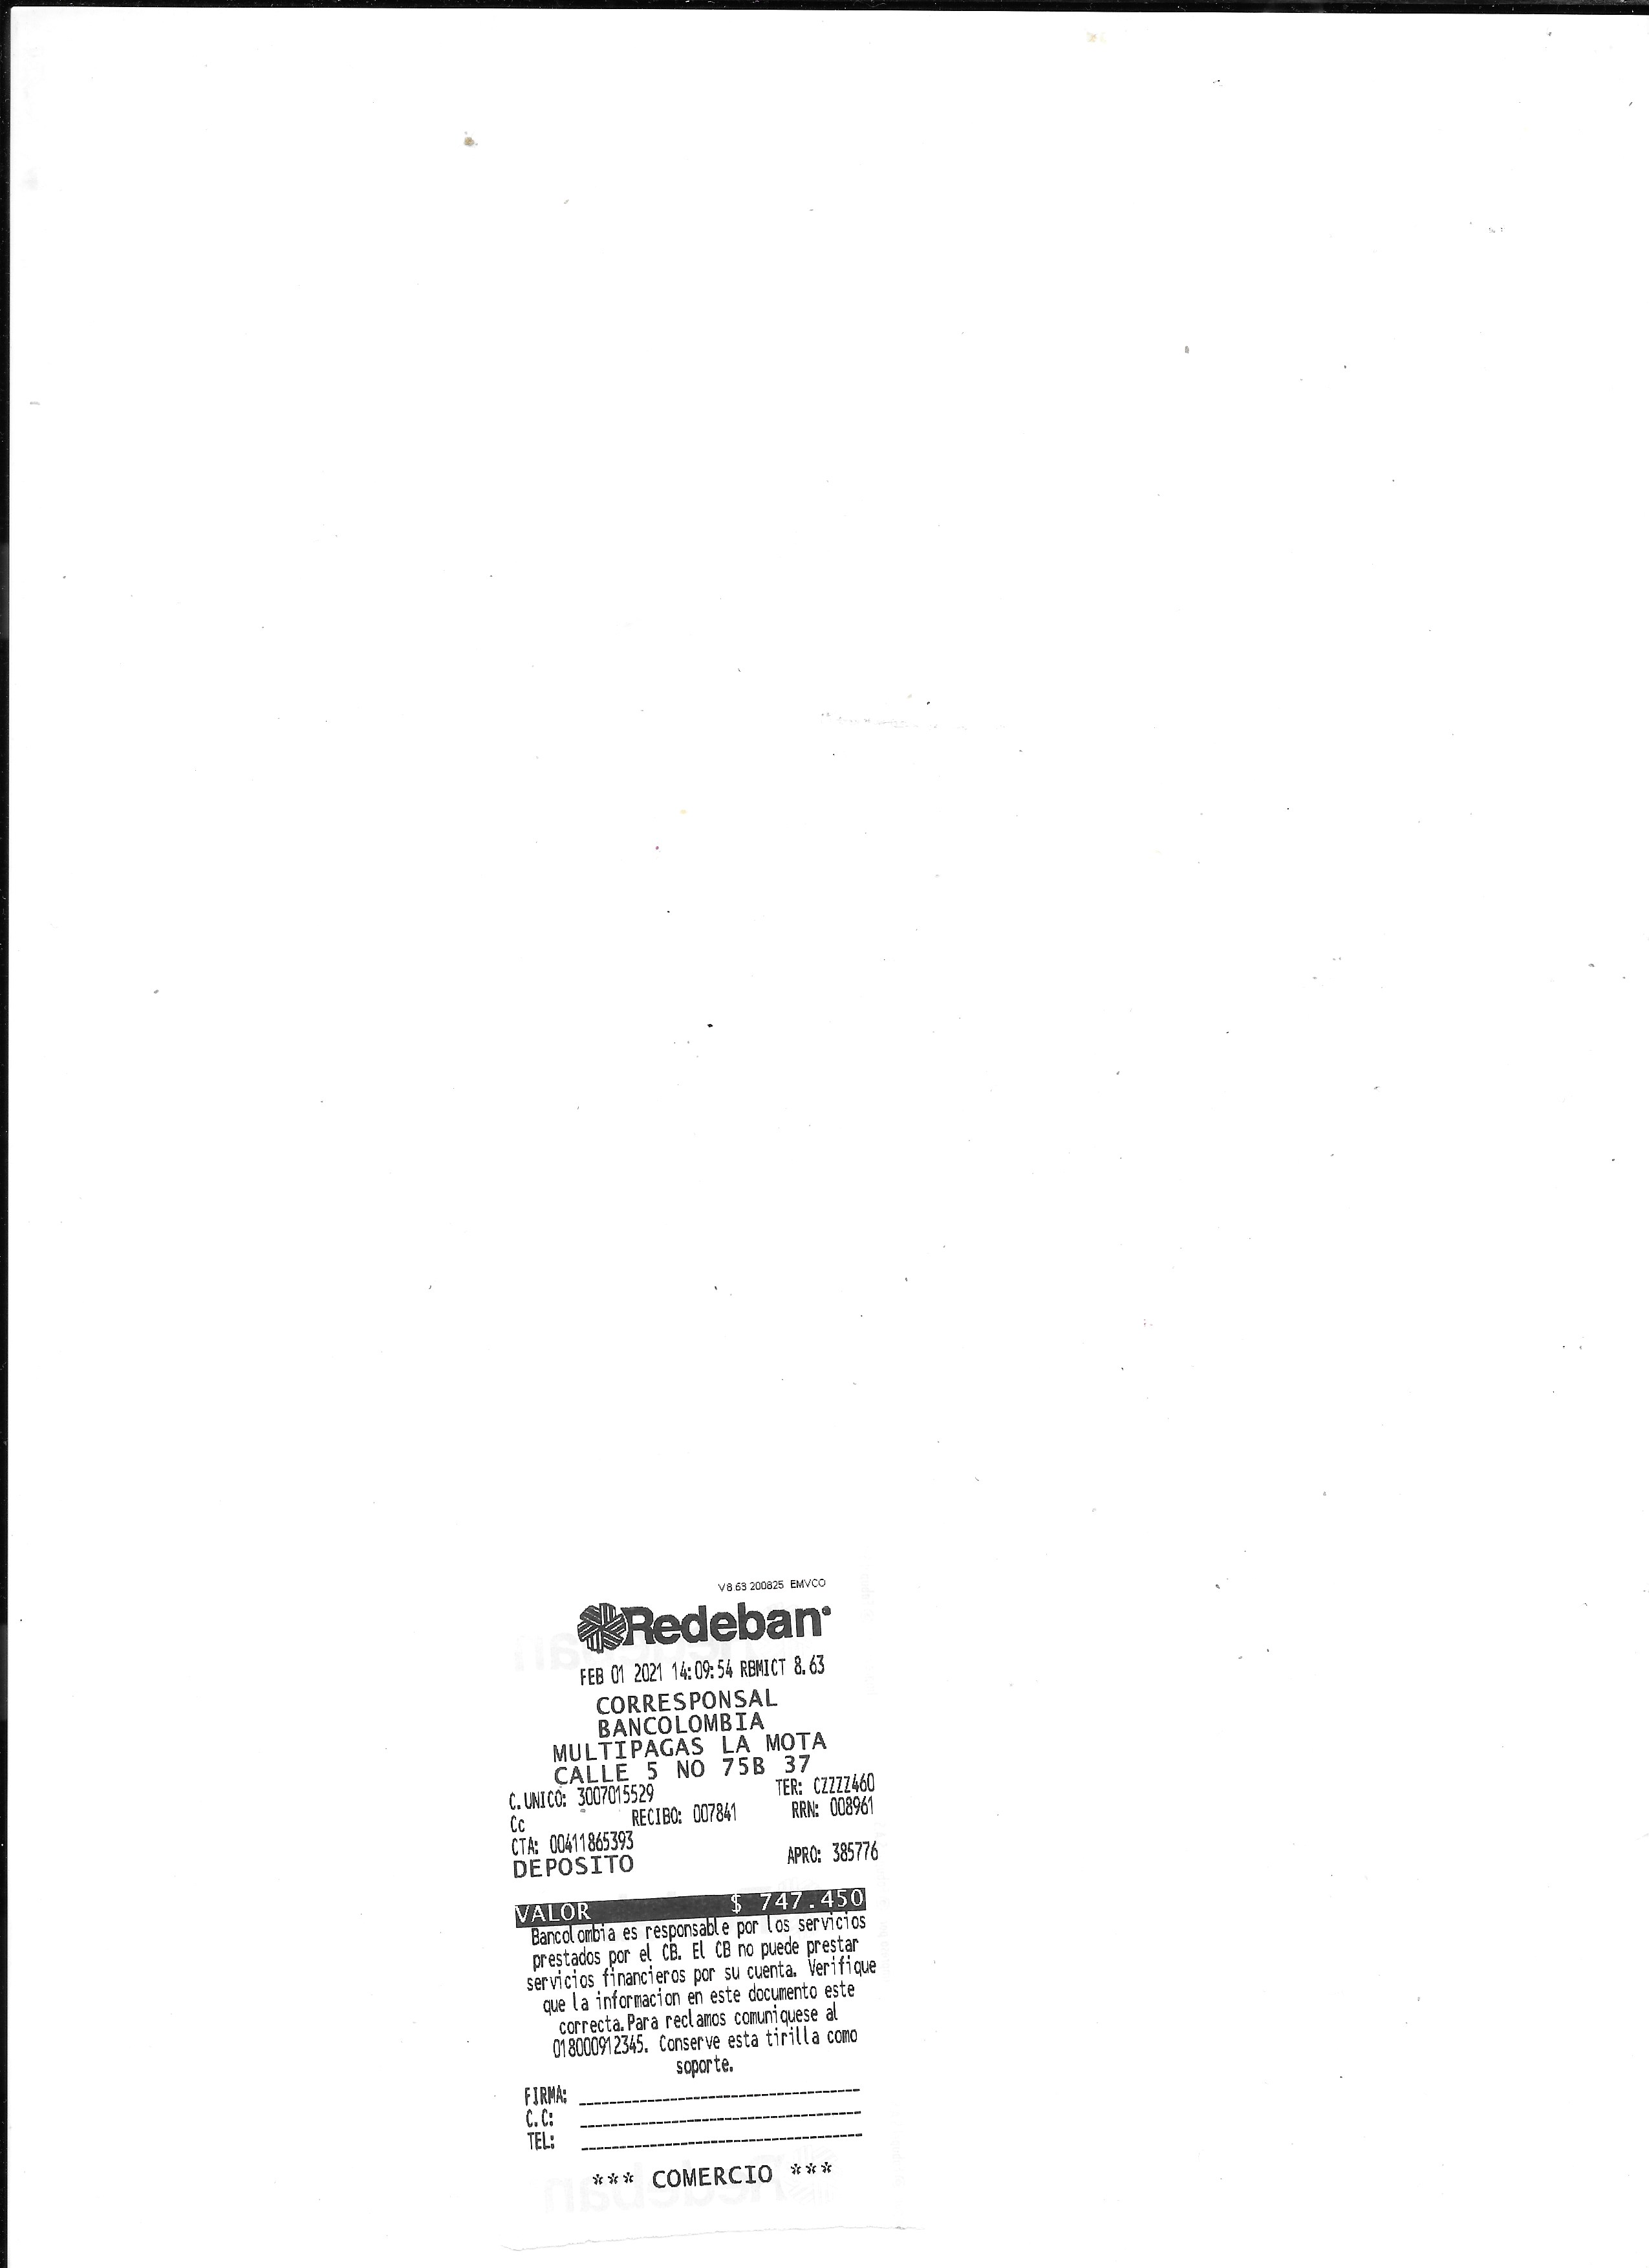 V8.63 200825 EMVCO
Redeban
FEB 01 2021 14:09:54 RBMICT 8.63
CORRESPONSAL
BANCOLOMBIA
MULTIPAGAS LA MOTA
CALLE 5 NO 75B 37
C.UNICO: 3007015529 TER: CZZZZ460
Cc RECIBO: 007841 RRN: 008961
CTA: 00411865393
DEPOSITO APRO: 385776
VALOR $ 747.450
Bancolombia es responsable por los servicios
prestados por el CB. El CB no puede prestar
servicios financieros por su cuenta. Verifique
que la informacion en este documento este
correcta.Para reclamos comuniquese al
018000912345. Conserve esta tirilla como
soporte.
FIRMA:
C.C:
TEL:
*** COMERCIO ***